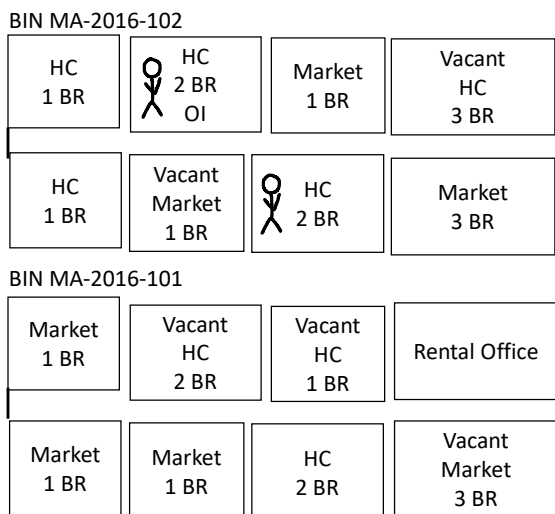 BIN MA-2016-102
HC
1 BR
HC
2 BR
OI
Market
1 BR
Vacant
HC
3 BR
HC
1 BR
Vacant
Market
1 BR
HC
2 BR
Market
3 BR
BIN MA-2016-101
Market
1 BR
Vacant
HC
2 BR
Vacant
HC
1 BR
Rental Office
Market
1 BR
Market
1 BR
HC
2 BR
Vacant
Market
3 BR